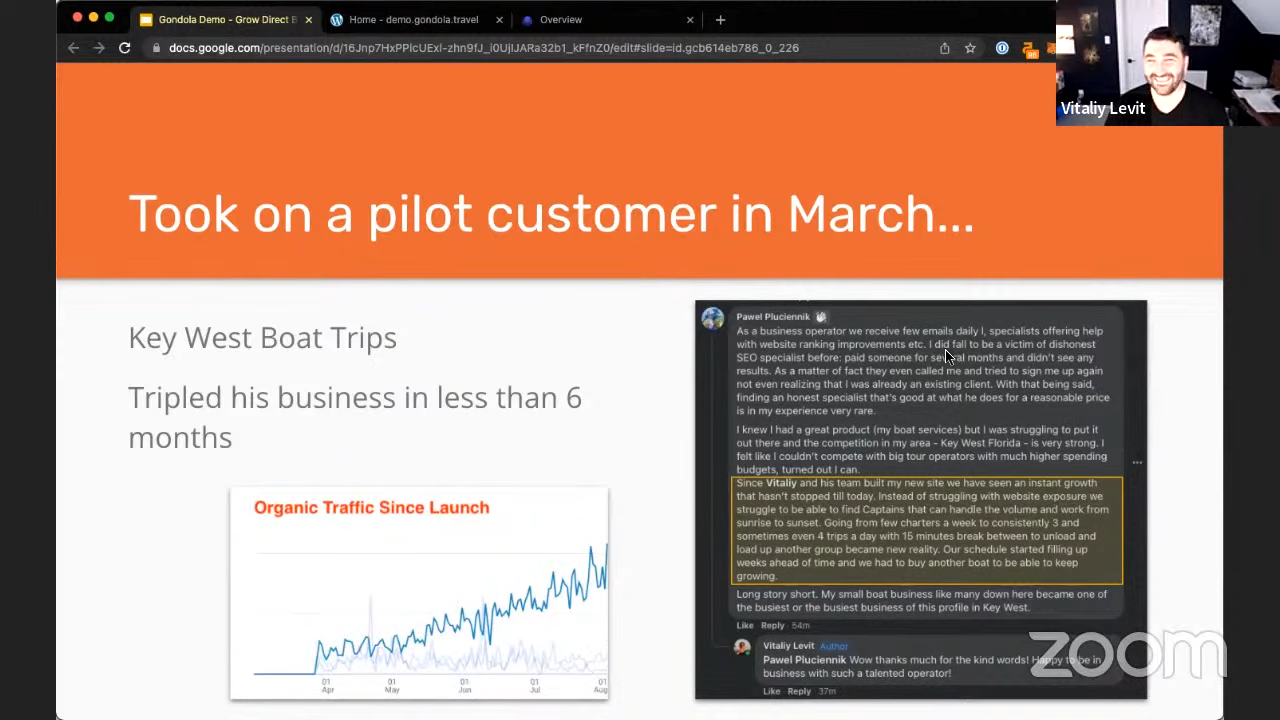 Gondola Demo - Grow Direct B
Home - demo.gondola.travel
Overview
docs.google.com/presentation/d/16Jnp7HxPPlcUExl-zhn9fJ_i0UjlJARa32b1_kFfnZ0/edit#slide=id.gcb614eb786_0_226
Vitaliy Levit
Took on a pilot customer in March...
Key West Boat Trips
Tripled his business in less than 6
months
Organic Traffic Since Launch
01 Apr
01 May
01 Jun
01 Jul
01 Aug
Pawel Pluciennik
As a business operator we receive few emails daily I, specialists offering help
with website ranking improvements etc. I did fall to be a victim of dishonest
SEO specialist before: paid someone for several months and didn't see any
results. As a matter of fact they even called me and tried to sign me up again
not even realizing that I was already an existing client. With that being said,
finding an honest specialist that's good at what he does for a reasonable price
is in my experience very rare.
I knew I had a great product (my boat services) but I was struggling to put it
out there and the competition in my area - Key West Florida - is very strong. I
felt like I couldn't compete with big tour operators with much higher spending
budgets, turned out I can.
Since Vitaliy and his team built my new site we have seen an instant growth
that hasn't stopped till today. Instead of struggling with website exposure we
struggle to be able to find Captains that can handle the volume and work from
sunrise to sunset. Going from few charters a week to consistently 3 and
sometimes even 4 trips a day with 15 minutes break between to unload and
load up another group became new reality. Our schedule started filling up
weeks ahead of time and we had to buy another boat to be able to keep
growing.
Long story short. My small boat business like many down here became one of
the busiest or the busiest business of this profile in Key West.
Like Reply 54m
Vitaliy Levit Author
Pawel Pluciennik Wow thanks much for the kind words! Happy to be in
business with such a talented operator!
Like Reply 37m
zoom